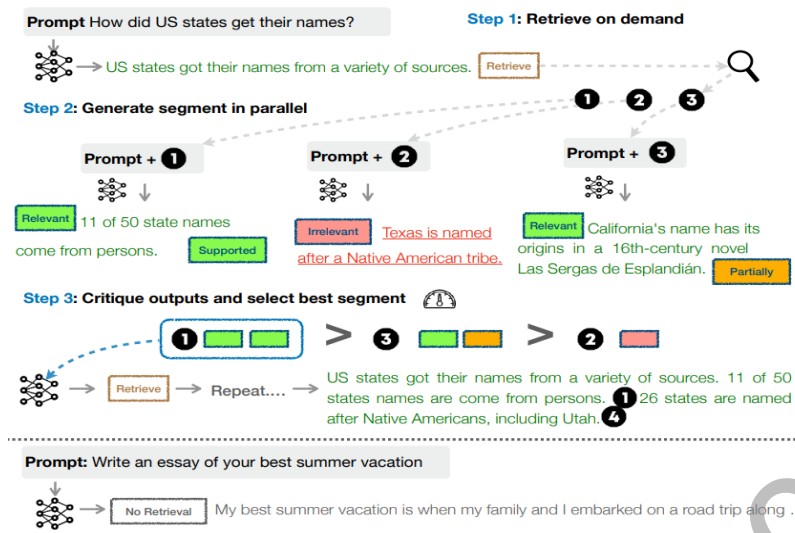 Prompt How did US states get their names?
Step 1: Retrieve on demand
US states got their names from a variety of sources. Retrieve
1 2 3
Step 2: Generate segment in parallel
Prompt + 1
Prompt + 2
Prompt + 3
Relevant 11 of 50 state names
come from persons. Supported
Irrelevant Texas is named
after a Native American tribe.
Relevant California's name has its
origins in a 16th-century novel
Las Sergas de Esplandián. Partially
Step 3: Critique outputs and select best segment
1 > 3 > 2
Retrieve Repeat.... US states got their names from a variety of sources. 11 of 50
states names are come from persons. 1 26 states are named
after Native Americans, including Utah. 4
Prompt: Write an essay of your best summer vacation
No Retrieval My best summer vacation is when my family and I embarked on a road trip along .